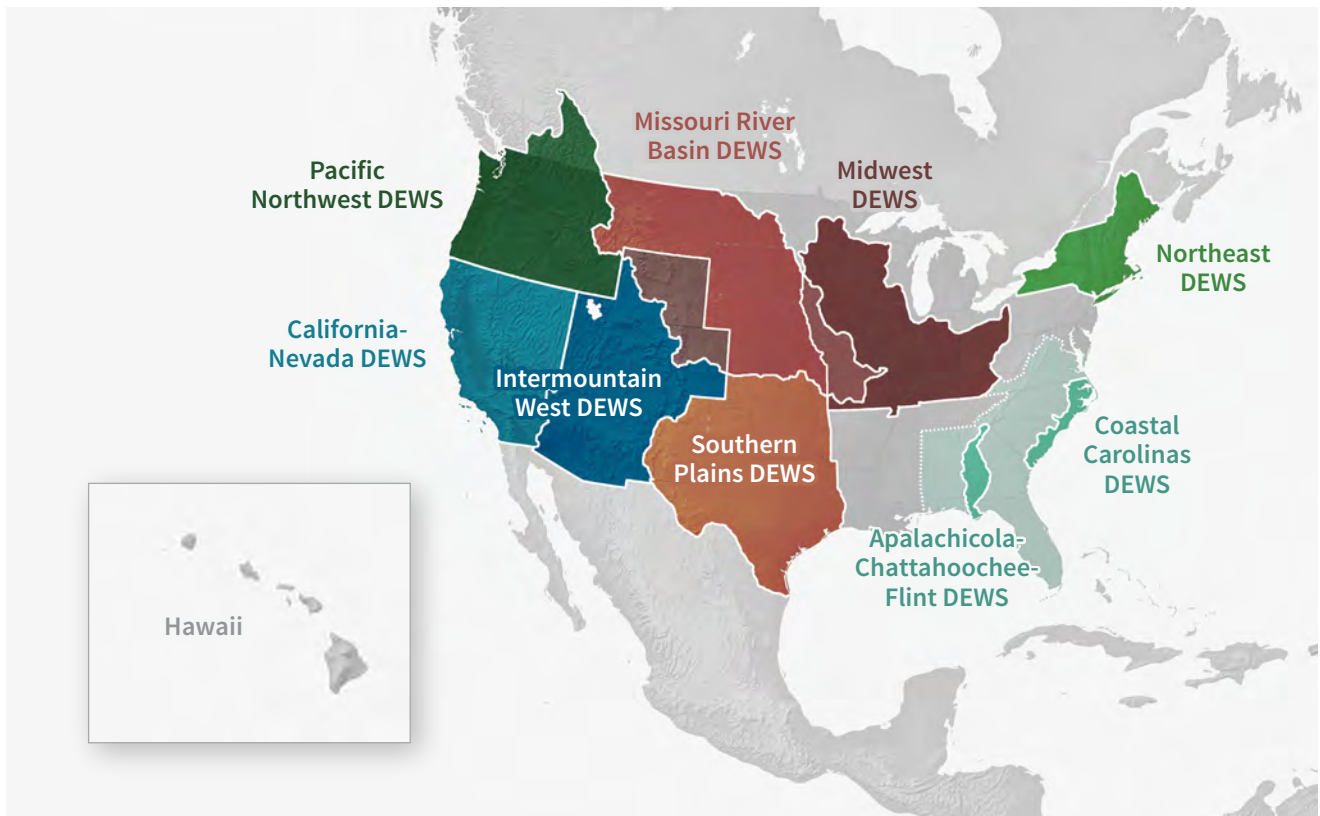 Missouri River
Basin DEWS
Pacific
Northwest DEWS
Midwest
DEWS
Northeast
DEWS
California-
Nevada DEWS
Intermountain
West DEWS
Southern
Plains DEWS
Coastal
Carolinas
DEWS
Apalachicola-
Chattahoochee-
Flint DEWS
Hawaii